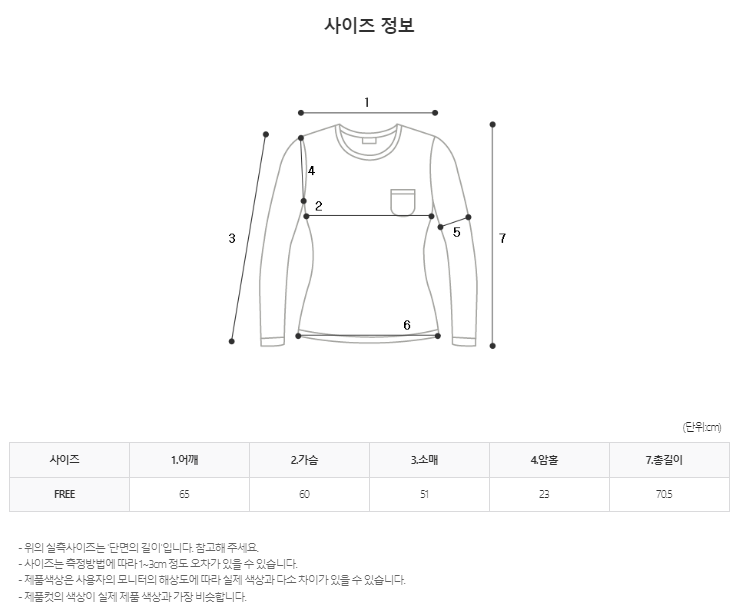 사이즈 정보
1
4
2
3
5
7
6
(단위:cm)
사이즈 1.어깨 2.가슴 3.소매 4.암홀 7.총길이
FREE 65 60 51 23 70.5
- 위의 실측사이즈는 '단면의 길이'입니다. 참고해 주세요.
- 사이즈는 측정방법에 따라 1~3cm 정도 오차가 있을 수 있습니다.
- 제품색상은 사용자의 모니터의 해상도에 따라 실제 색상과 다소 차이가 있을 수 있습니다.
- 제품컷의 색상이 실제 제품 색상과 가장 비슷합니다.